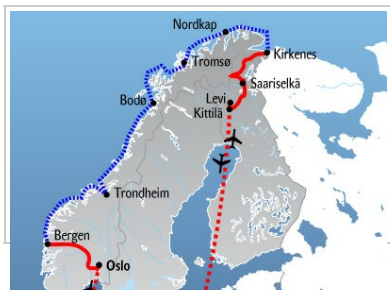 Nordkap
Tromsø
Kirkenes
Saariselkä
Bodø
Levi
Kittilä
Trondheim
Bergen
Oslo